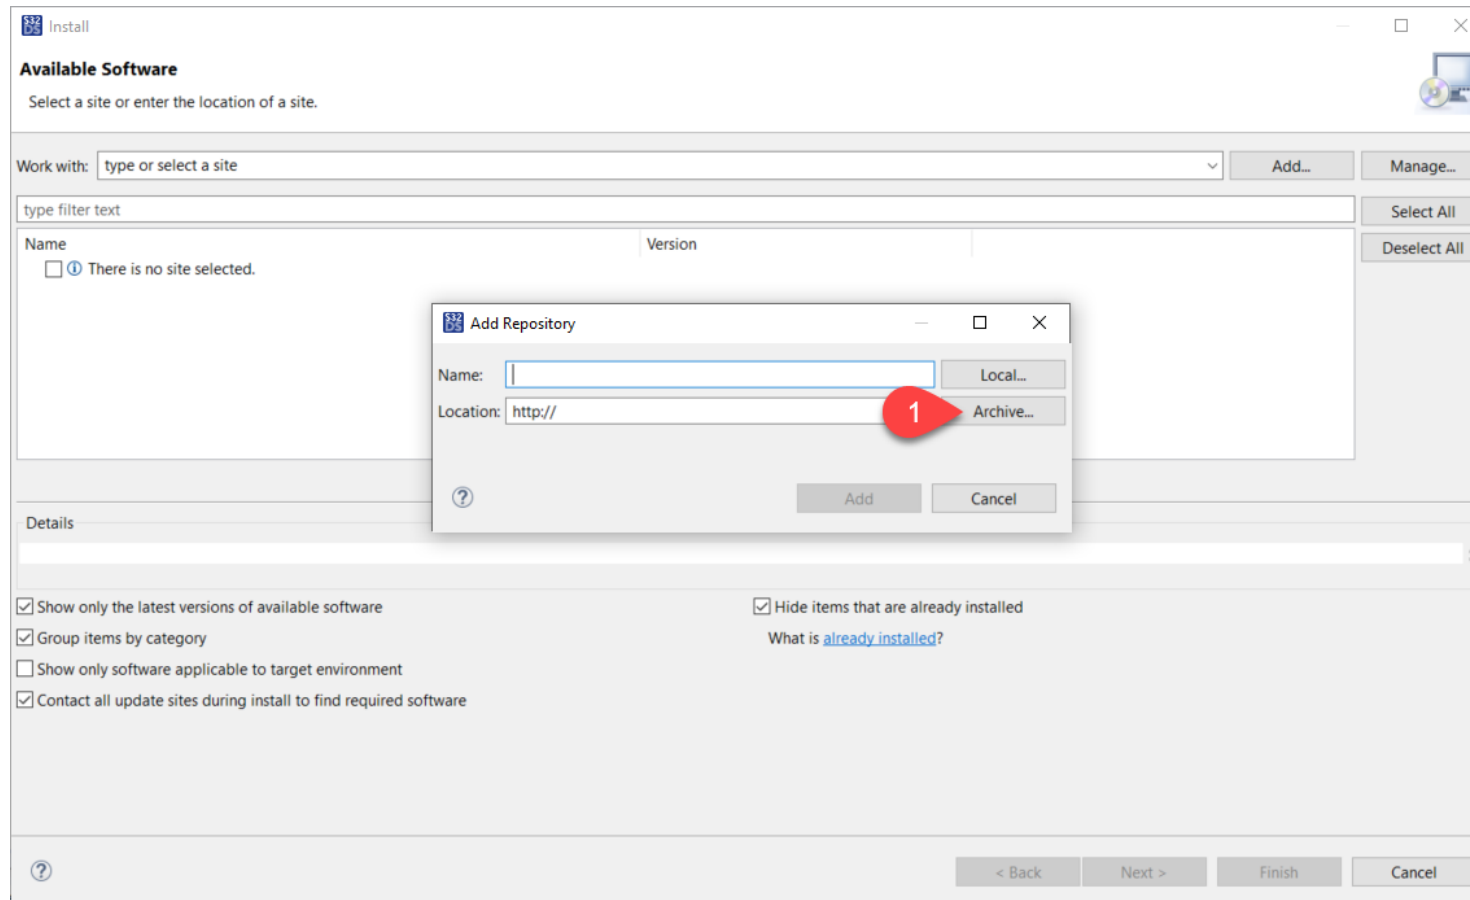 S32 DS Install
Available Software
Select a site or enter the location of a site.
Work with: type or select a site Add... Manage...
type filter text Select All
Name Version Deselect All
There is no site selected.
S32 DS Add Repository
Name: Local...
Location: http:// 1 Archive...
? Add Cancel
Details
Show only the latest versions of available software Hide items that are already installed
Group items by category What is already installed?
Show only software applicable to target environment
Contact all update sites during install to find required software
? < Back Next > Finish Cancel